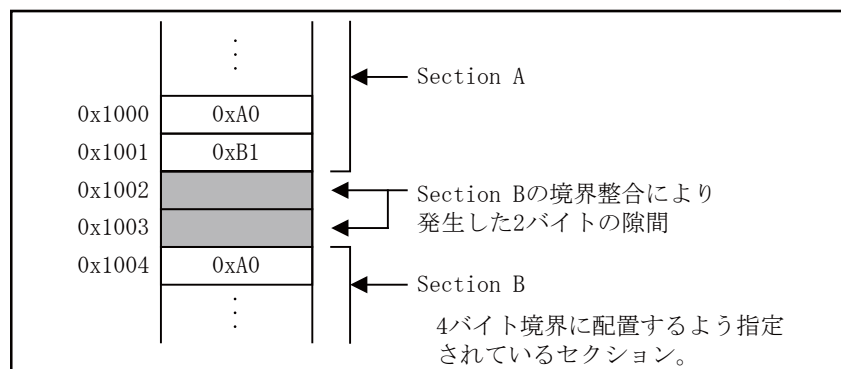 ⋮
Section A
0x1000 0xA0
0x1001 0xB1
0x1002 Section Bの境界整合により
0x1003 発生した2バイトの隙間
0x1004 0xA0
Section B
⋮
4バイト境界に配置するよう指定
されているセクション。